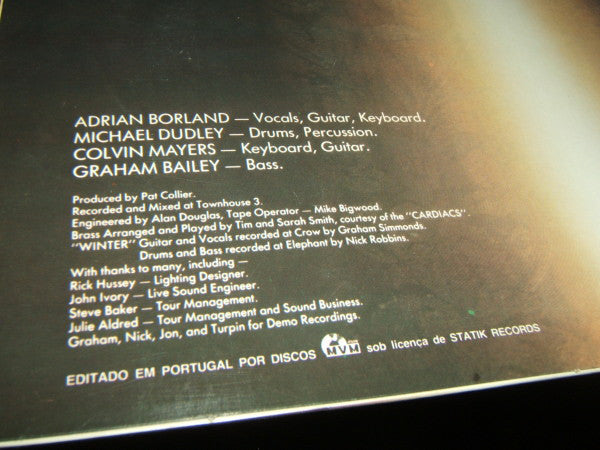 ADRIAN BORLAND — Vocals, Guitar, Keyboard.
MICHAEL DUDLEY — Drums, Percussion.
COLVIN MAYERS — Keyboard, Guitar.
GRAHAM BAILEY — Bass.
Produced by Pat Collier.
Recorded and Mixed at Townhouse 3.
Engineered by Alan Douglas, Tape Operator — Mike Bigwood.
Brass Arranged and Played by Tim and Sarah Smith, courtesy of the "CARDIACS".
"WINTER" Guitar and Vocals recorded at Crow by Graham Simmonds.
Drums and Bass recorded at Elephant by Nick Robbins.
With thanks to many, including —
Rick Hussey — Lighting Designer.
John Ivory — Live Sound Engineer.
Steve Baker — Tour Management.
Julie Aldred — Tour Management and Sound Business.
Graham, Nick, Jon, and Turpin for Demo Recordings.
EDITADO EM PORTUGAL POR DISCOS MVM sob licença de STATIK RECORDS